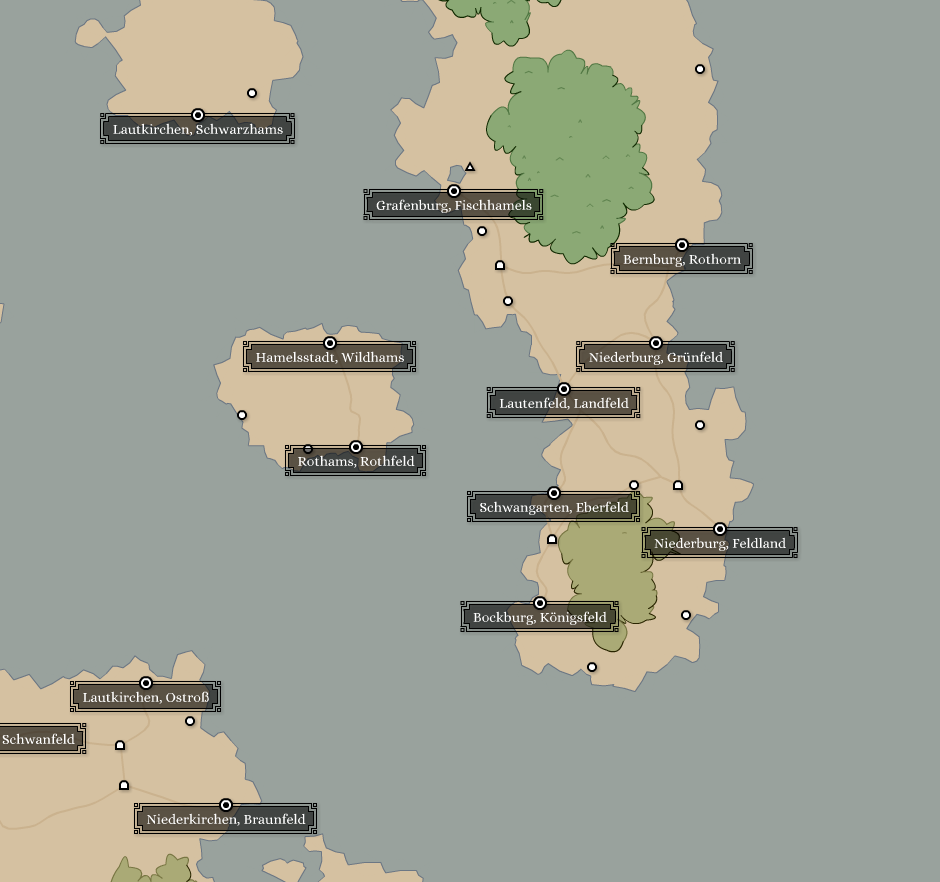 Lautkirchen, Schwarzhams
Grafenburg, Fischhamels
Bernburg, Rothorn
Hamelsstadt, Wildhams
Niederburg, Grünfeld
Lautenfeld, Landfeld
Rothams, Rothfeld
Schwangarten, Eberfeld
Niederburg, Feldland
Bockburg, Königsfeld
Lautkirchen, Ostroß
Schwanfeld
Niederkirchen, Braunfeld